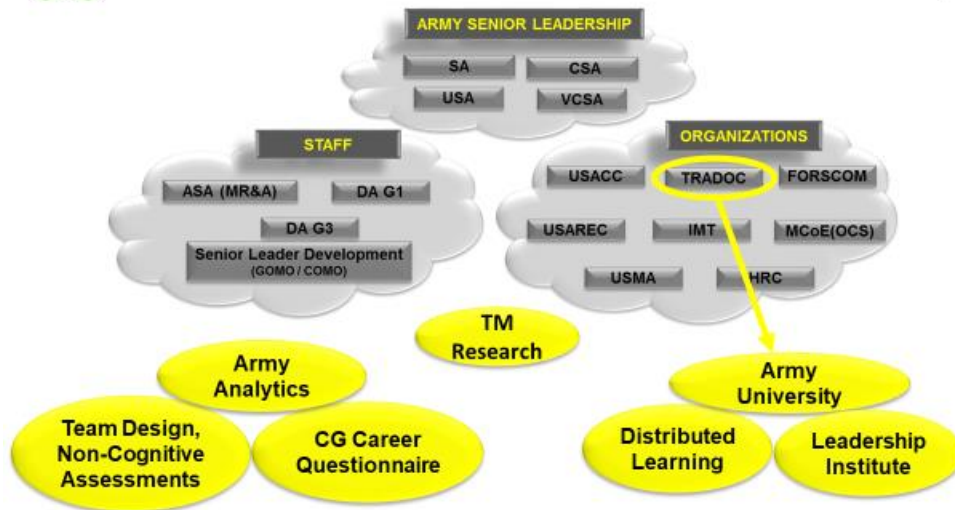 ARMY SENIOR LEADERSHIP
SA
CSA
USA
VCSA
STAFF
ASA (MR&A)
DA G1
DA G3
Senior Leader Development
(GOMO / COMO)
ORGANIZATIONS
USACC
TRADOC
FORSCOM
USAREC
IMT
MCoE(OCS)
USMA
HRC
TM
Research
Army
Analytics
Team Design,
Non-Cognitive
Assessments
CG Career
Questionnaire
Army
University
Distributed
Learning
Leadership
Institute